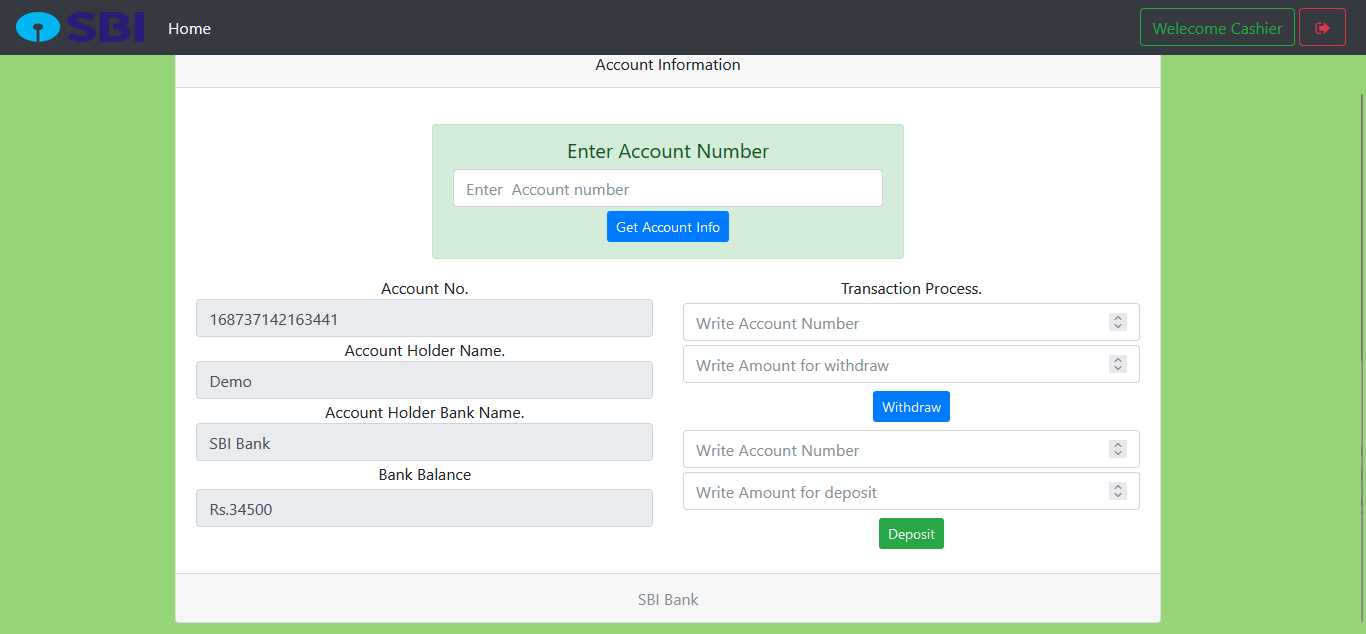 SBI Home Welecome Cashier
Account Information
Enter Account Number
Enter  Account number
Get Account Info
Account No.
168737142163441
Account Holder Name.
Demo
Account Holder Bank Name.
SBI Bank
Bank Balance
Rs.34500
Transaction Process.
Write Account Number
Write Amount for withdraw
Withdraw
Write Account Number
Write Amount for deposit
Deposit
SBI Bank